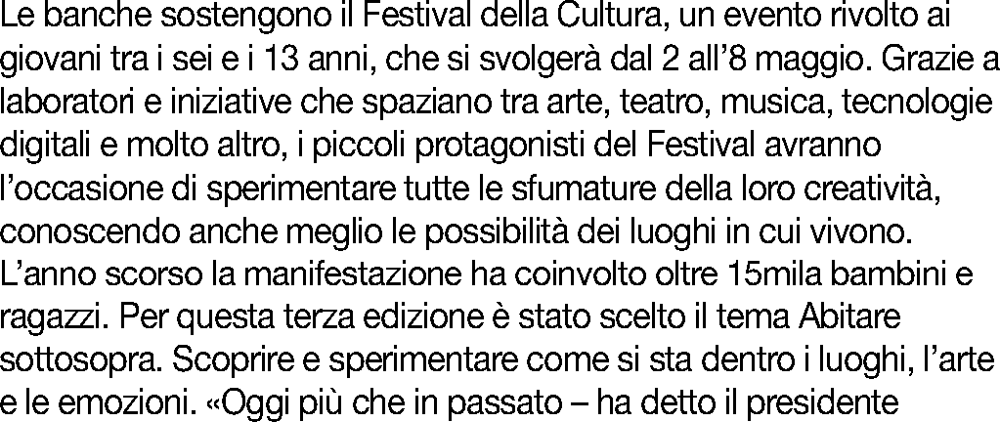 Le banche sostengono il Festival della Cultura, un evento rivolto ai
giovani tra i sei e i 13 anni, che si svolgerà dal 2 all’8 maggio. Grazie a
laboratori e iniziative che spaziano tra arte, teatro, musica, tecnologie
digitali e molto altro, i piccoli protagonisti del Festival avranno
l’occasione di sperimentare tutte le sfumature della loro creatività,
conoscendo anche meglio le possibilità dei luoghi in cui vivono.
L’anno scorso la manifestazione ha coinvolto oltre 15mila bambini e
ragazzi. Per questa terza edizione è stato scelto il tema Abitare
sottosopra. Scoprire e sperimentare come si sta dentro i luoghi, l’arte
e le emozioni. «Oggi più che in passato – ha detto il presidente